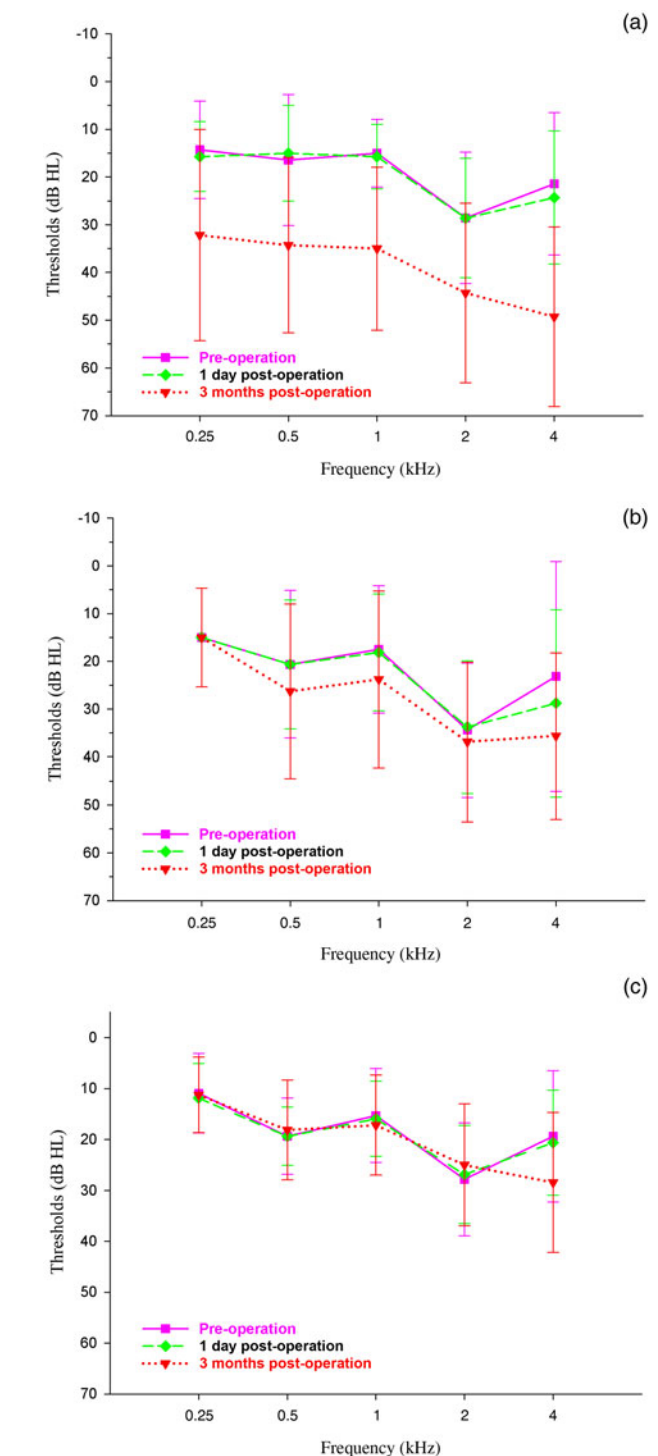 (a)
-10
0
10
20
30
40
50
60
70
Thresholds (dB HL)
Pre-operation
1 day post-operation
3 months post-operation
0.25 0.5 1 2 4
Frequency (kHz)
(b)
-10
0
10
20
30
40
50
60
70
Thresholds (dB HL)
Pre-operation
1 day post-operation
3 months post-operation
0.25 0.5 1 2 4
Frequency (kHz)
(c)
0
10
20
30
40
50
60
70
Thresholds (dB HL)
Pre-operation
1 day post-operation
3 months post-operation
0.25 0.5 1 2 4
Frequency (kHz)